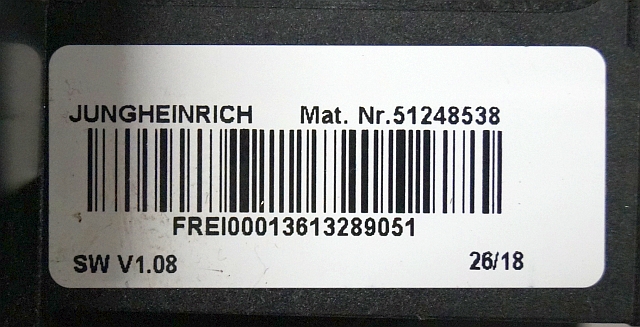 JUNGHEINRICH Mat. Nr.51248538
FREI00013613289051
SW V1.08 26/18